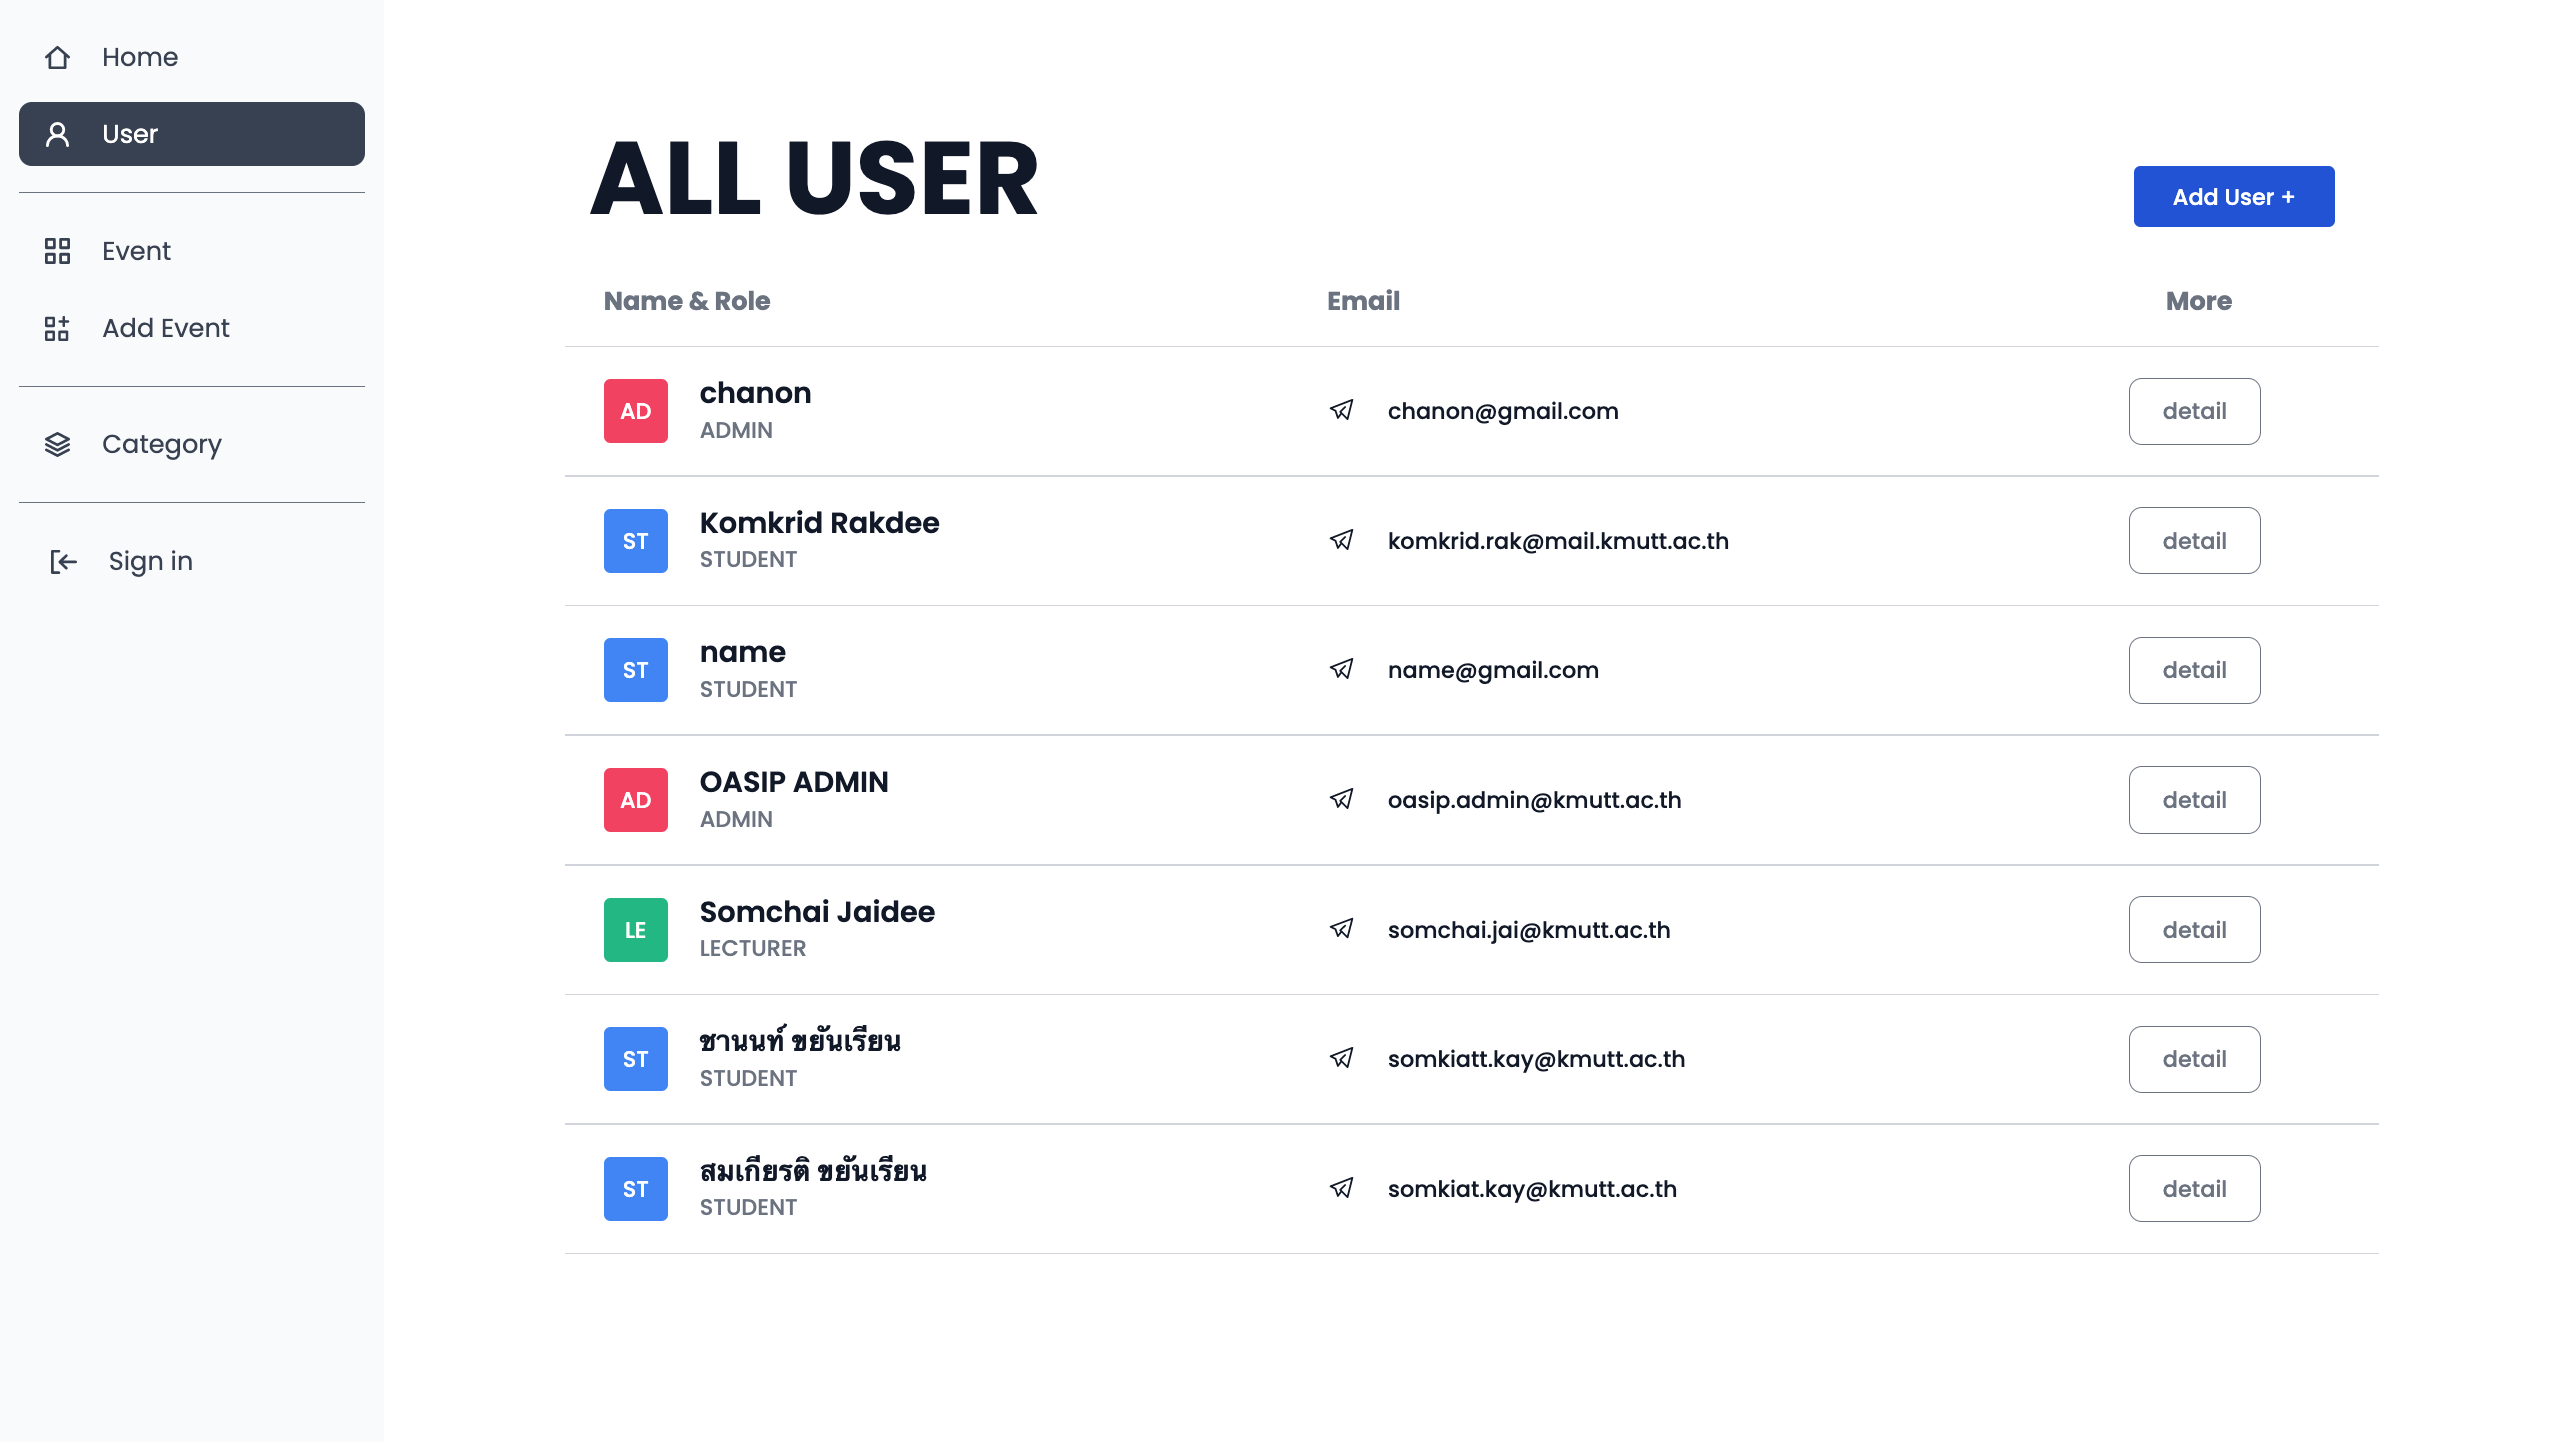 Home
User
Event
Add Event
Category
Sign in
ALL USER
Add User +
Name & Role Email More
AD chanon chanon@gmail.com detail
ADMIN
ST Komkrid Rakdee komkrid.rak@mail.kmutt.ac.th detail
STUDENT
ST name name@gmail.com detail
STUDENT
AD OASIP ADMIN oasip.admin@kmutt.ac.th detail
ADMIN
LE Somchai Jaidee somchai.jai@kmutt.ac.th detail
LECTURER
ST ชานนท์ ขยันเรียน somkiatt.kay@kmutt.ac.th detail
STUDENT
ST สมเกียรติ ขยันเรียน somkiat.kay@kmutt.ac.th detail
STUDENT